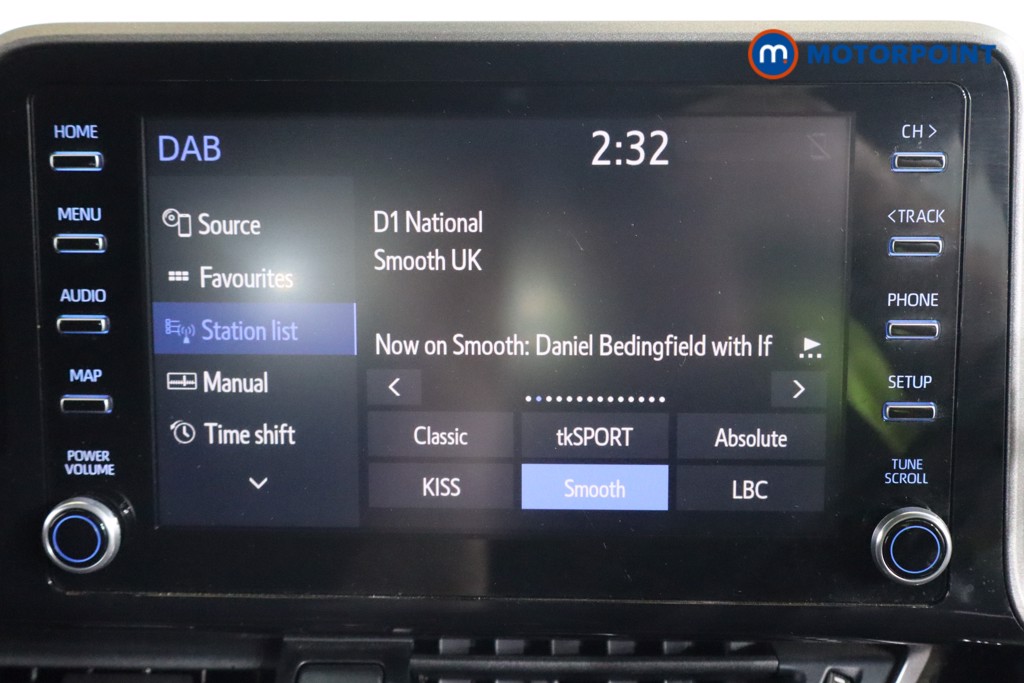 m.
MOTORPOINT
HOME
MENU
AUDIO
MAP
POWER
VOLUME
DAB
2:32
Source
Favourites
Station list
Manual
Time shift
D1 National
Smooth UK
Now on Smooth: Daniel Bedingfield with If
Classic tkSPORT Absolute
KISS Smooth LBC
CH >
< TRACK
PHONE
SETUP
TUNE
SCROLL